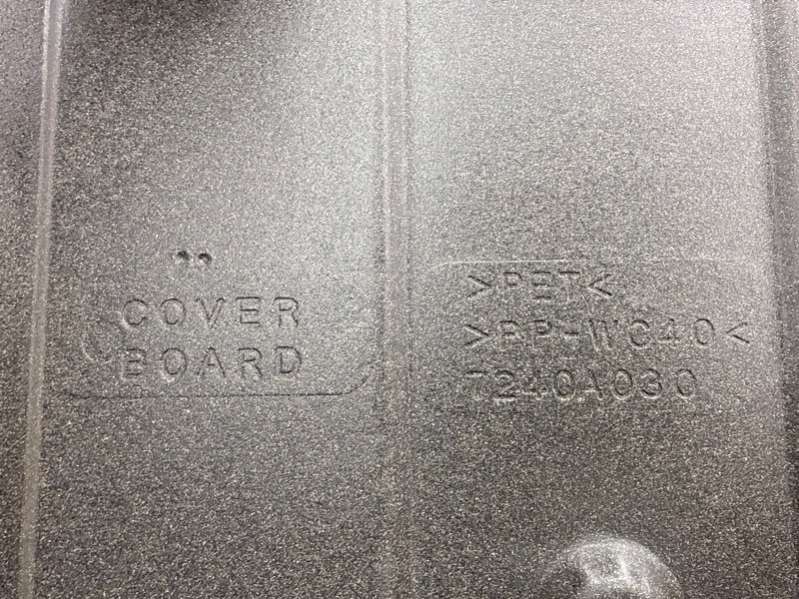 COVER
BOARD
>PET<
>PP-WC40<
7240A030